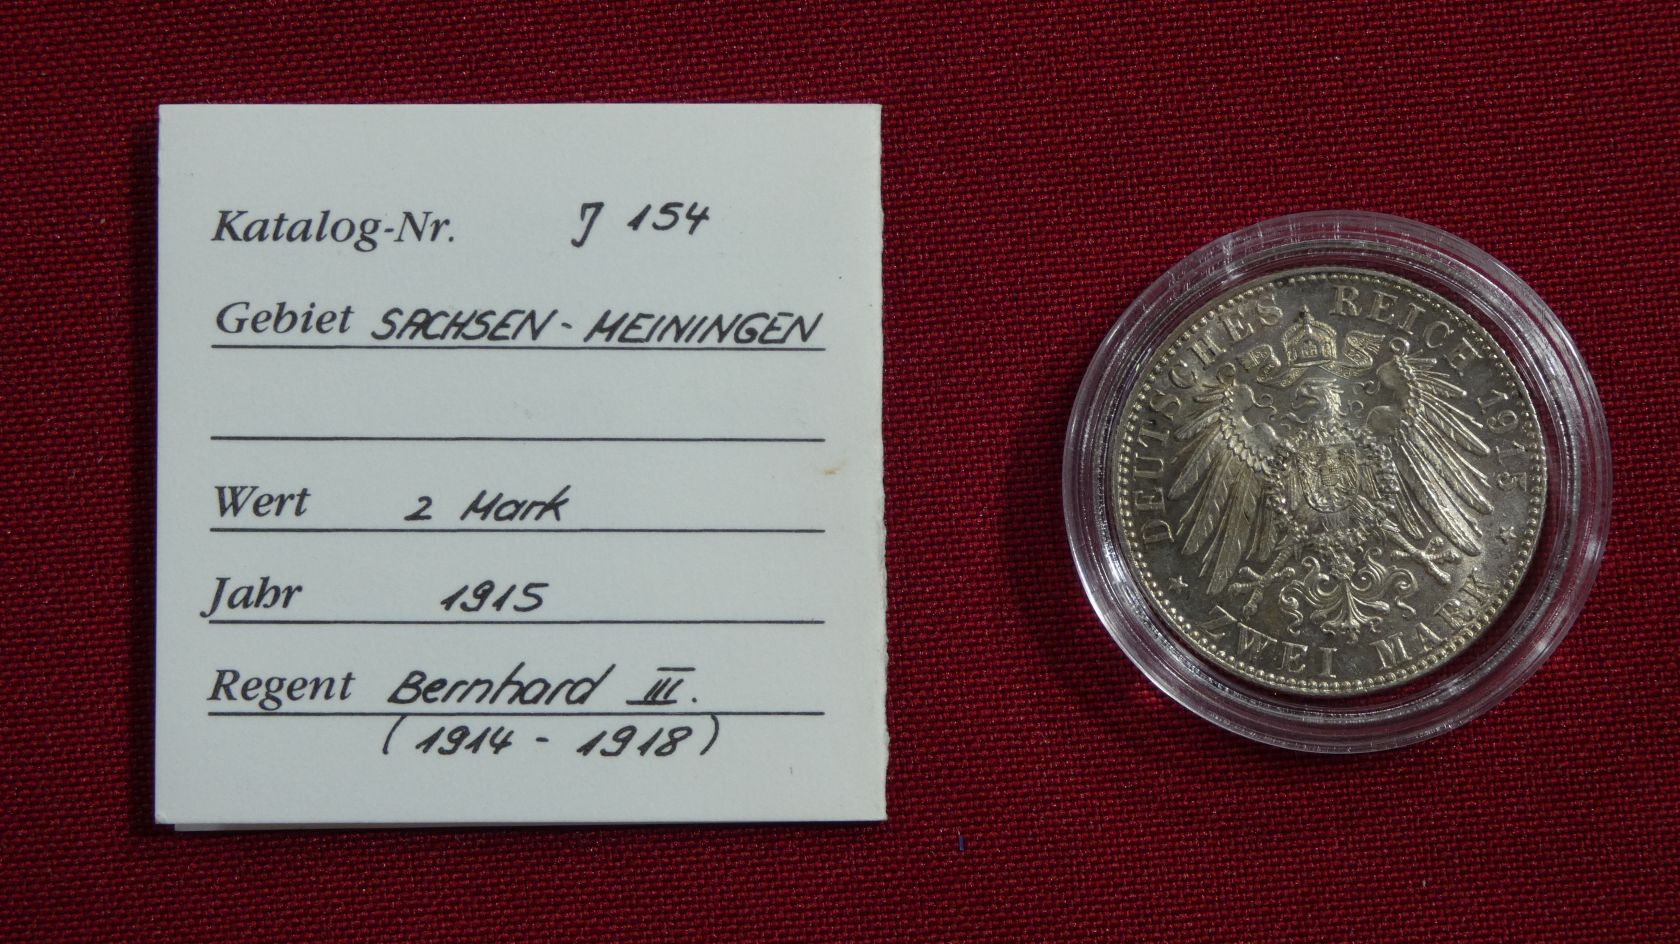 Katalog-Nr. J 154
Gebiet SACHSEN - MEININGEN
Wert 2 Mark
Jahr 1915
Regent Bernhard III.
(1914 - 1918)
DEUTSCHES REICH 1915
* ZWEI MARK *